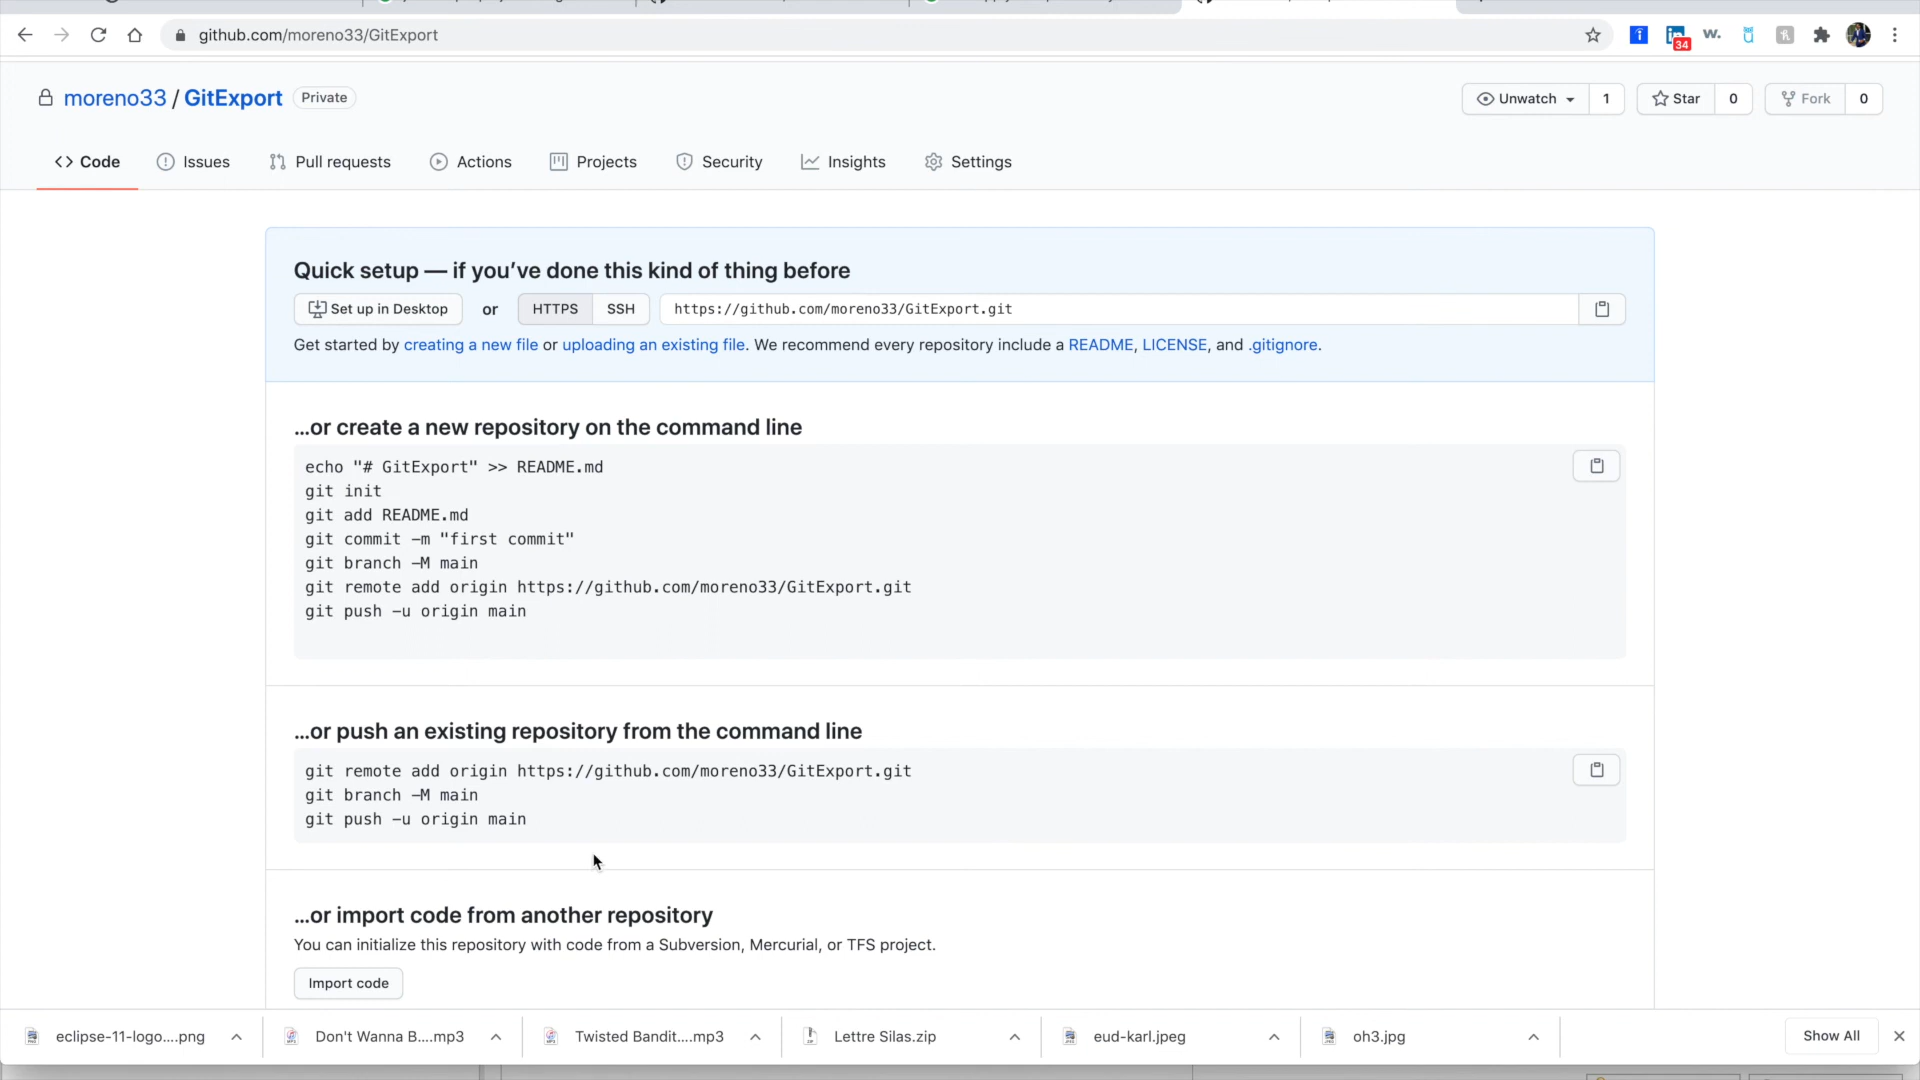 github.com/moreno33/GitExport
34
moreno33 / GitExport Private
Unwatch 1 Star 0 Fork 0
Code Issues Pull requests Actions Projects Security Insights Settings
Quick setup — if you’ve done this kind of thing before
Set up in Desktop or HTTPS SSH https://github.com/moreno33/GitExport.git
Get started by creating a new file or uploading an existing file. We recommend every repository include a README, LICENSE, and .gitignore.
…or create a new repository on the command line
echo "# GitExport" >> README.md
git init
git add README.md
git commit -m "first commit"
git branch -M main
git remote add origin https://github.com/moreno33/GitExport.git
git push -u origin main
…or push an existing repository from the command line
git remote add origin https://github.com/moreno33/GitExport.git
git branch -M main
git push -u origin main
…or import code from another repository
You can initialize this repository with code from a Subversion, Mercurial, or TFS project.
Import code
eclipse-11-logo....png Don't Wanna B....mp3 Twisted Bandit....mp3 Lettre Silas.zip eud-karl.jpeg oh3.jpg Show All